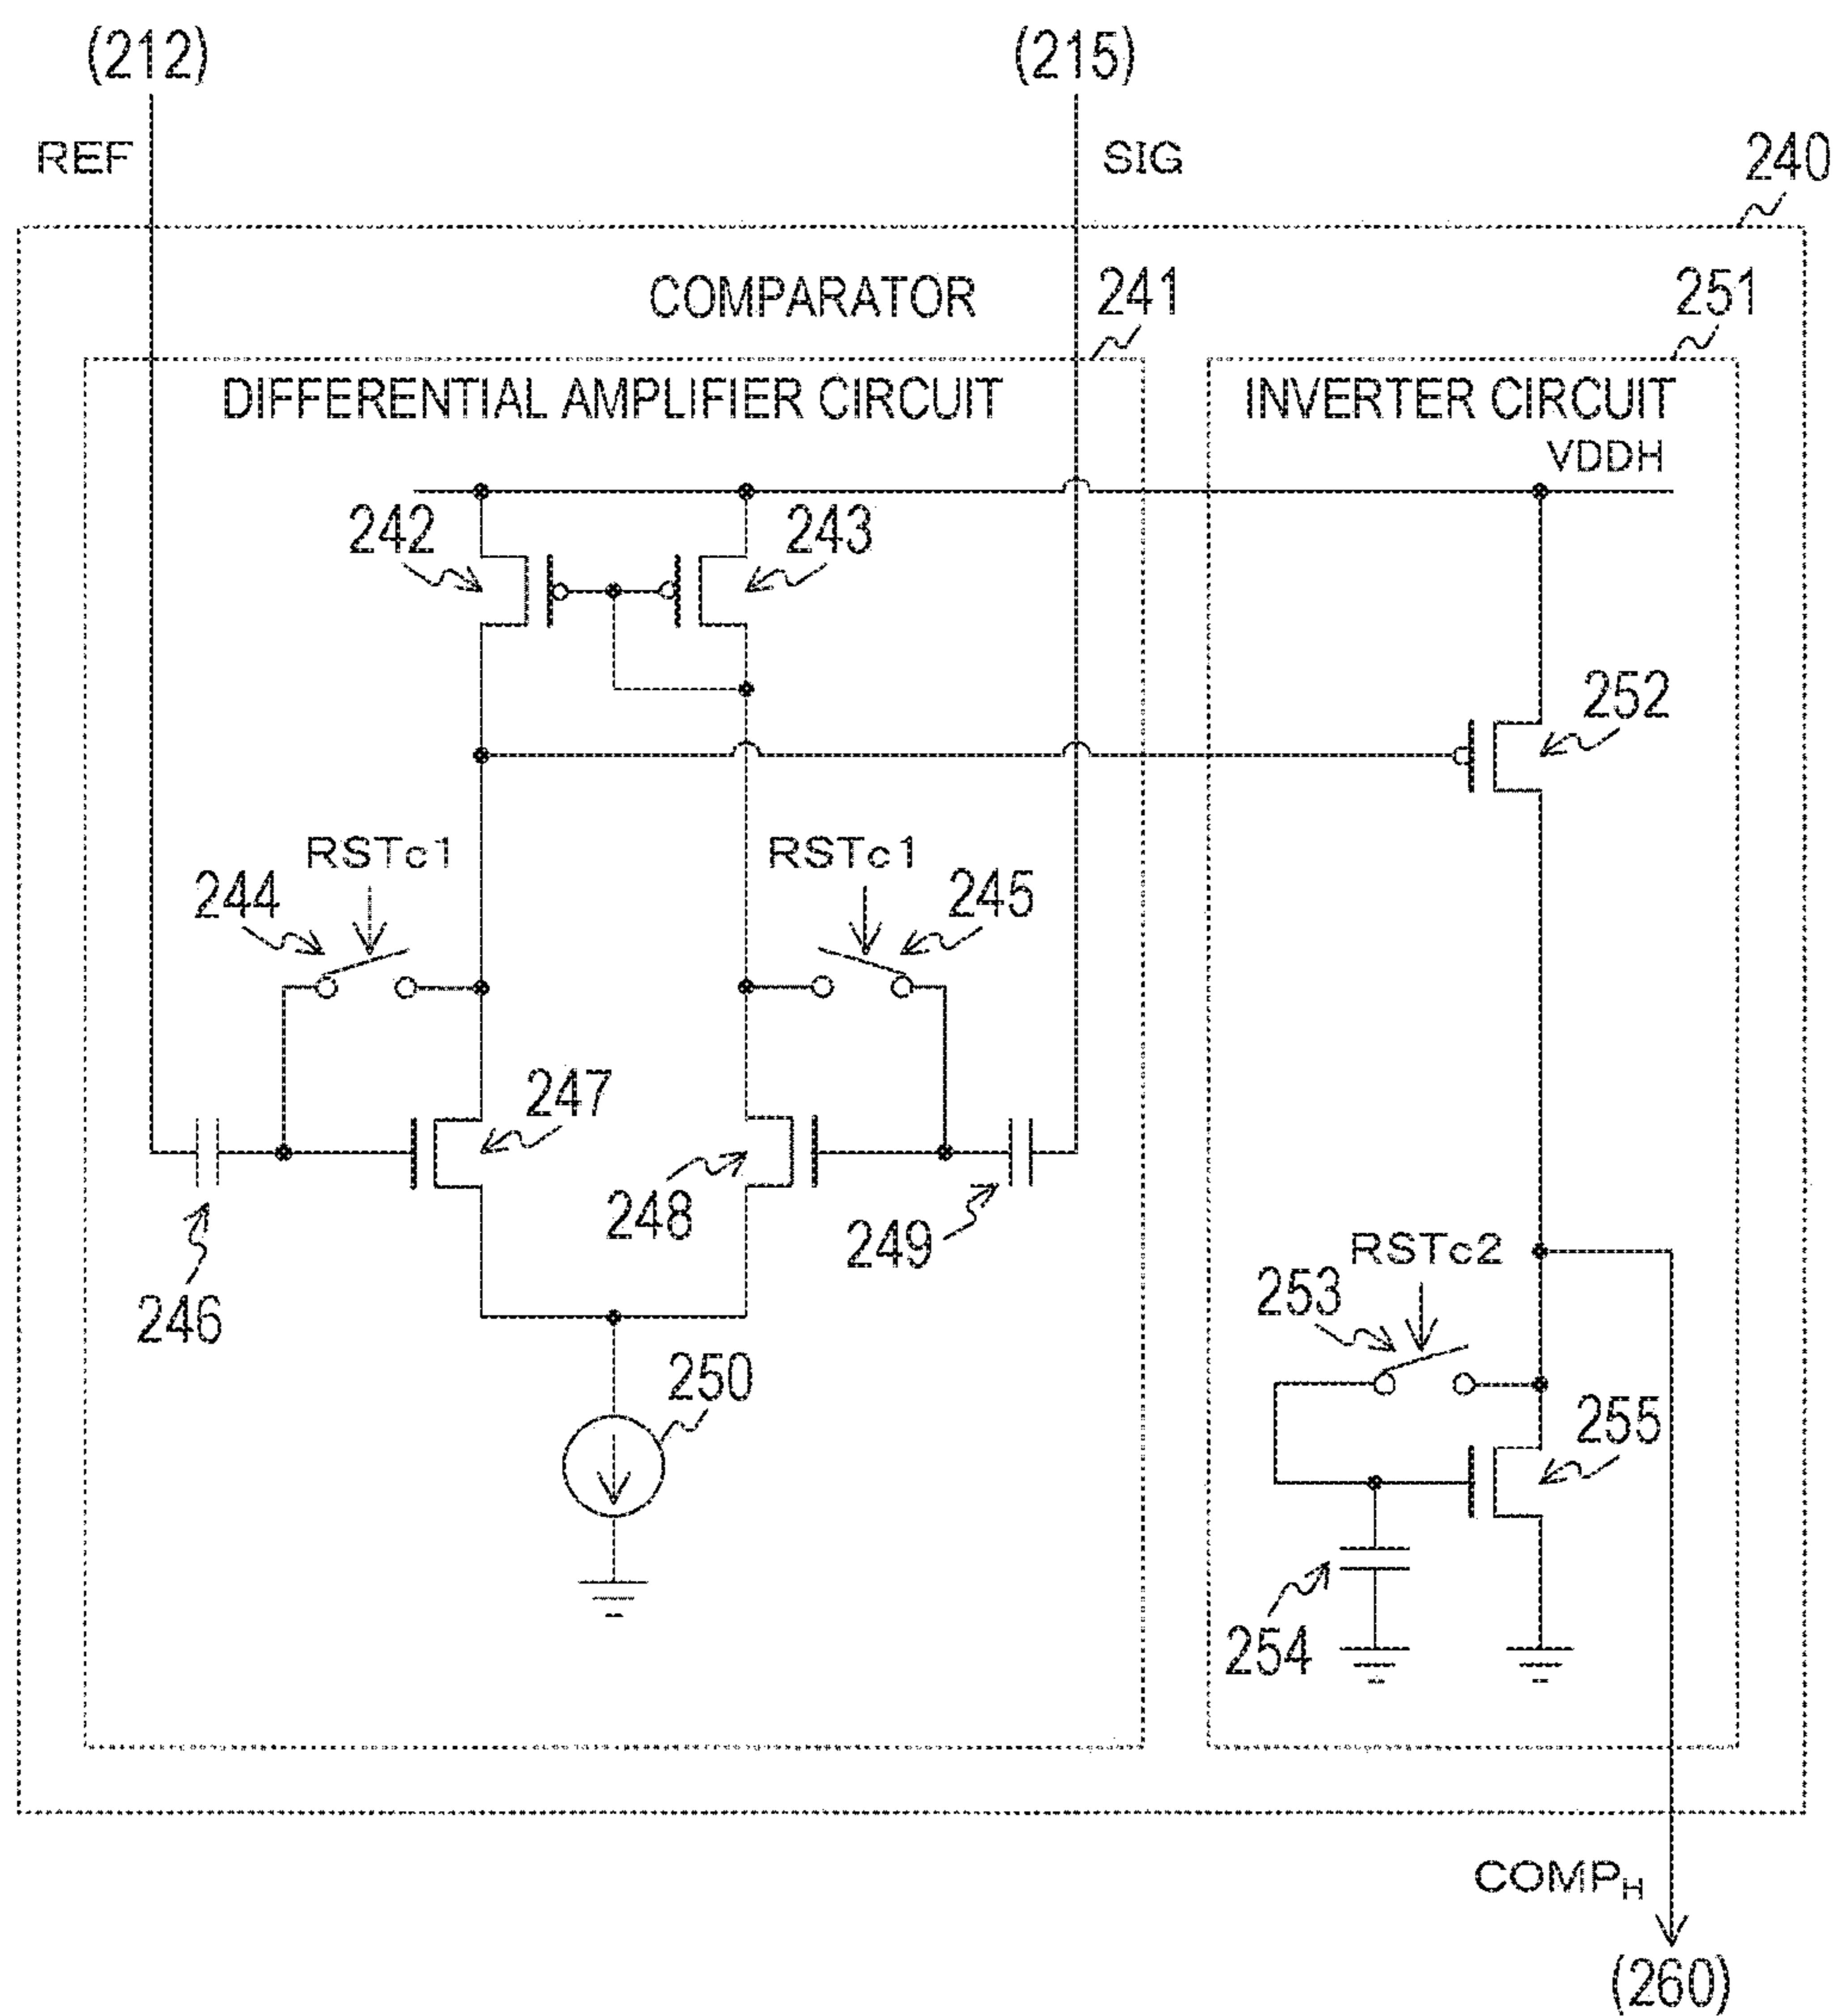 (212)
(215)
REF
SIG
240
COMPARATOR
241
251
DIFFERENTIAL AMPLIFIER CIRCUIT
INVERTER CIRCUIT
VDDH
242
243
252
RSTc1
RSTc1
244
245
247
248
249
246
RSTc2
253
250
255
254
COMPH
(260)